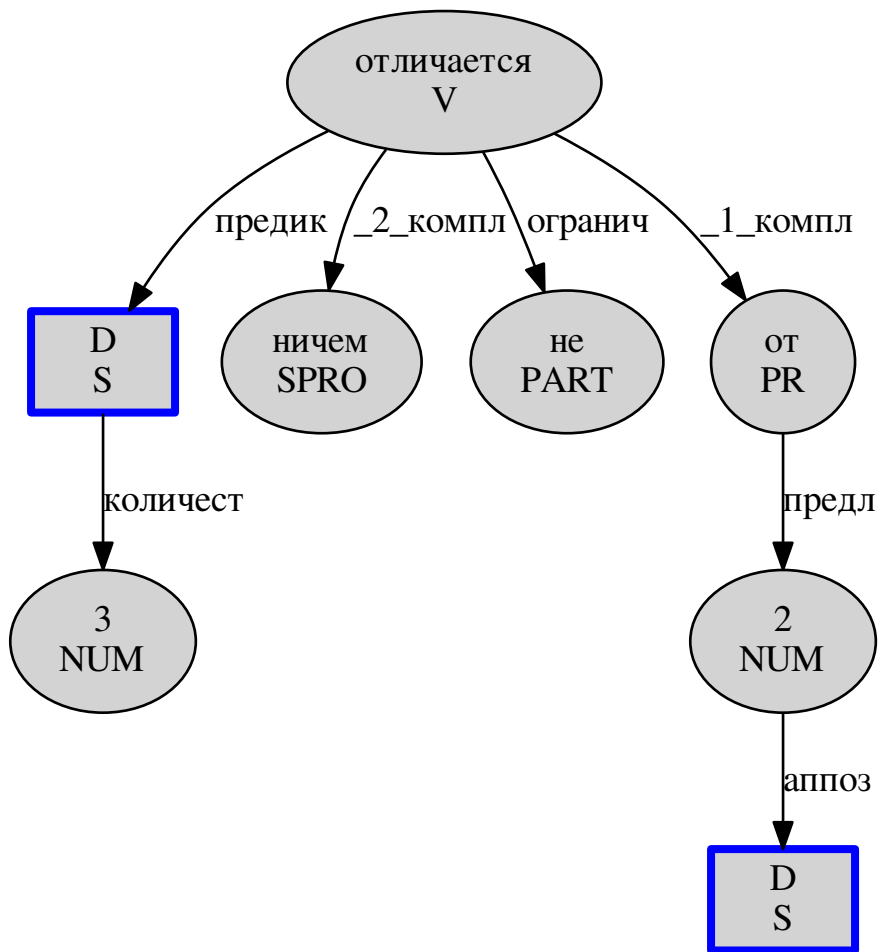 отличается
V
предик
_2_компл
огранич
_1_компл
D
S
ничем
SPRO
не
PART
от
PR
количест
предл
3
NUM
2
NUM
аппоз
D
S